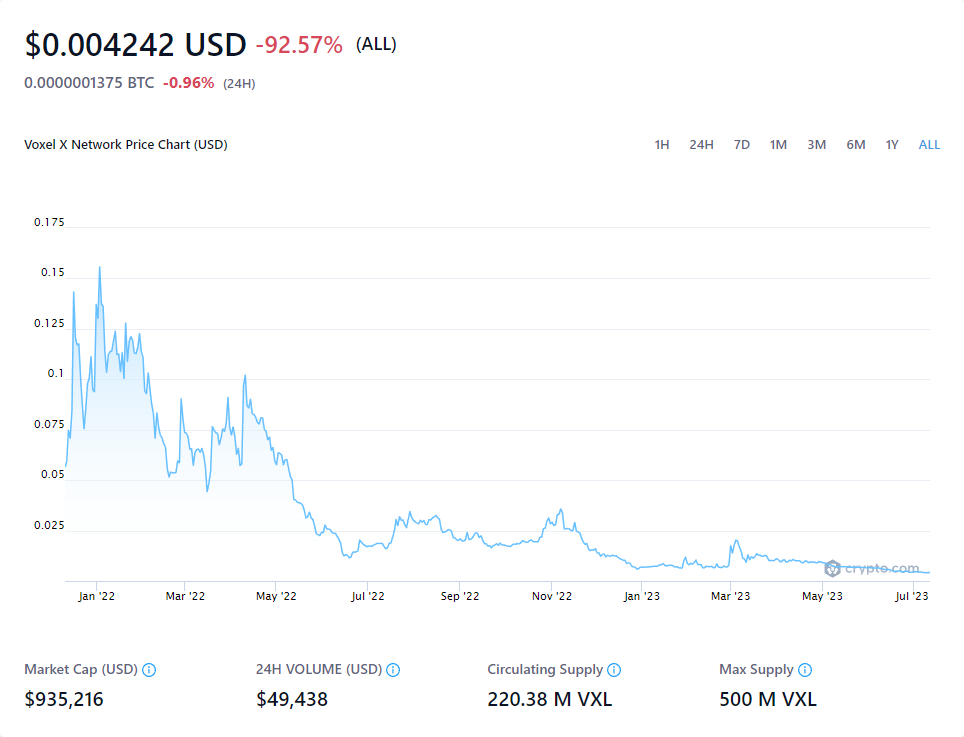 $0.004242 USD -92.57% (ALL)
0.0000001375 BTC -0.96% (24H)
Voxel X Network Price Chart (USD) 1H 24H 7D 1M 3M 6M 1Y ALL
0.175
0.15
0.125
0.1
0.075
0.05
0.025
crypto.com
Jan '22 Mar '22 May '22 Jul '22 Sep '22 Nov '22 Jan '23 Mar '23 May '23 Jul '23
Market Cap (USD) 24H VOLUME (USD) Circulating Supply Max Supply
$935,216 $49,438 220.38 M VXL 500 M VXL